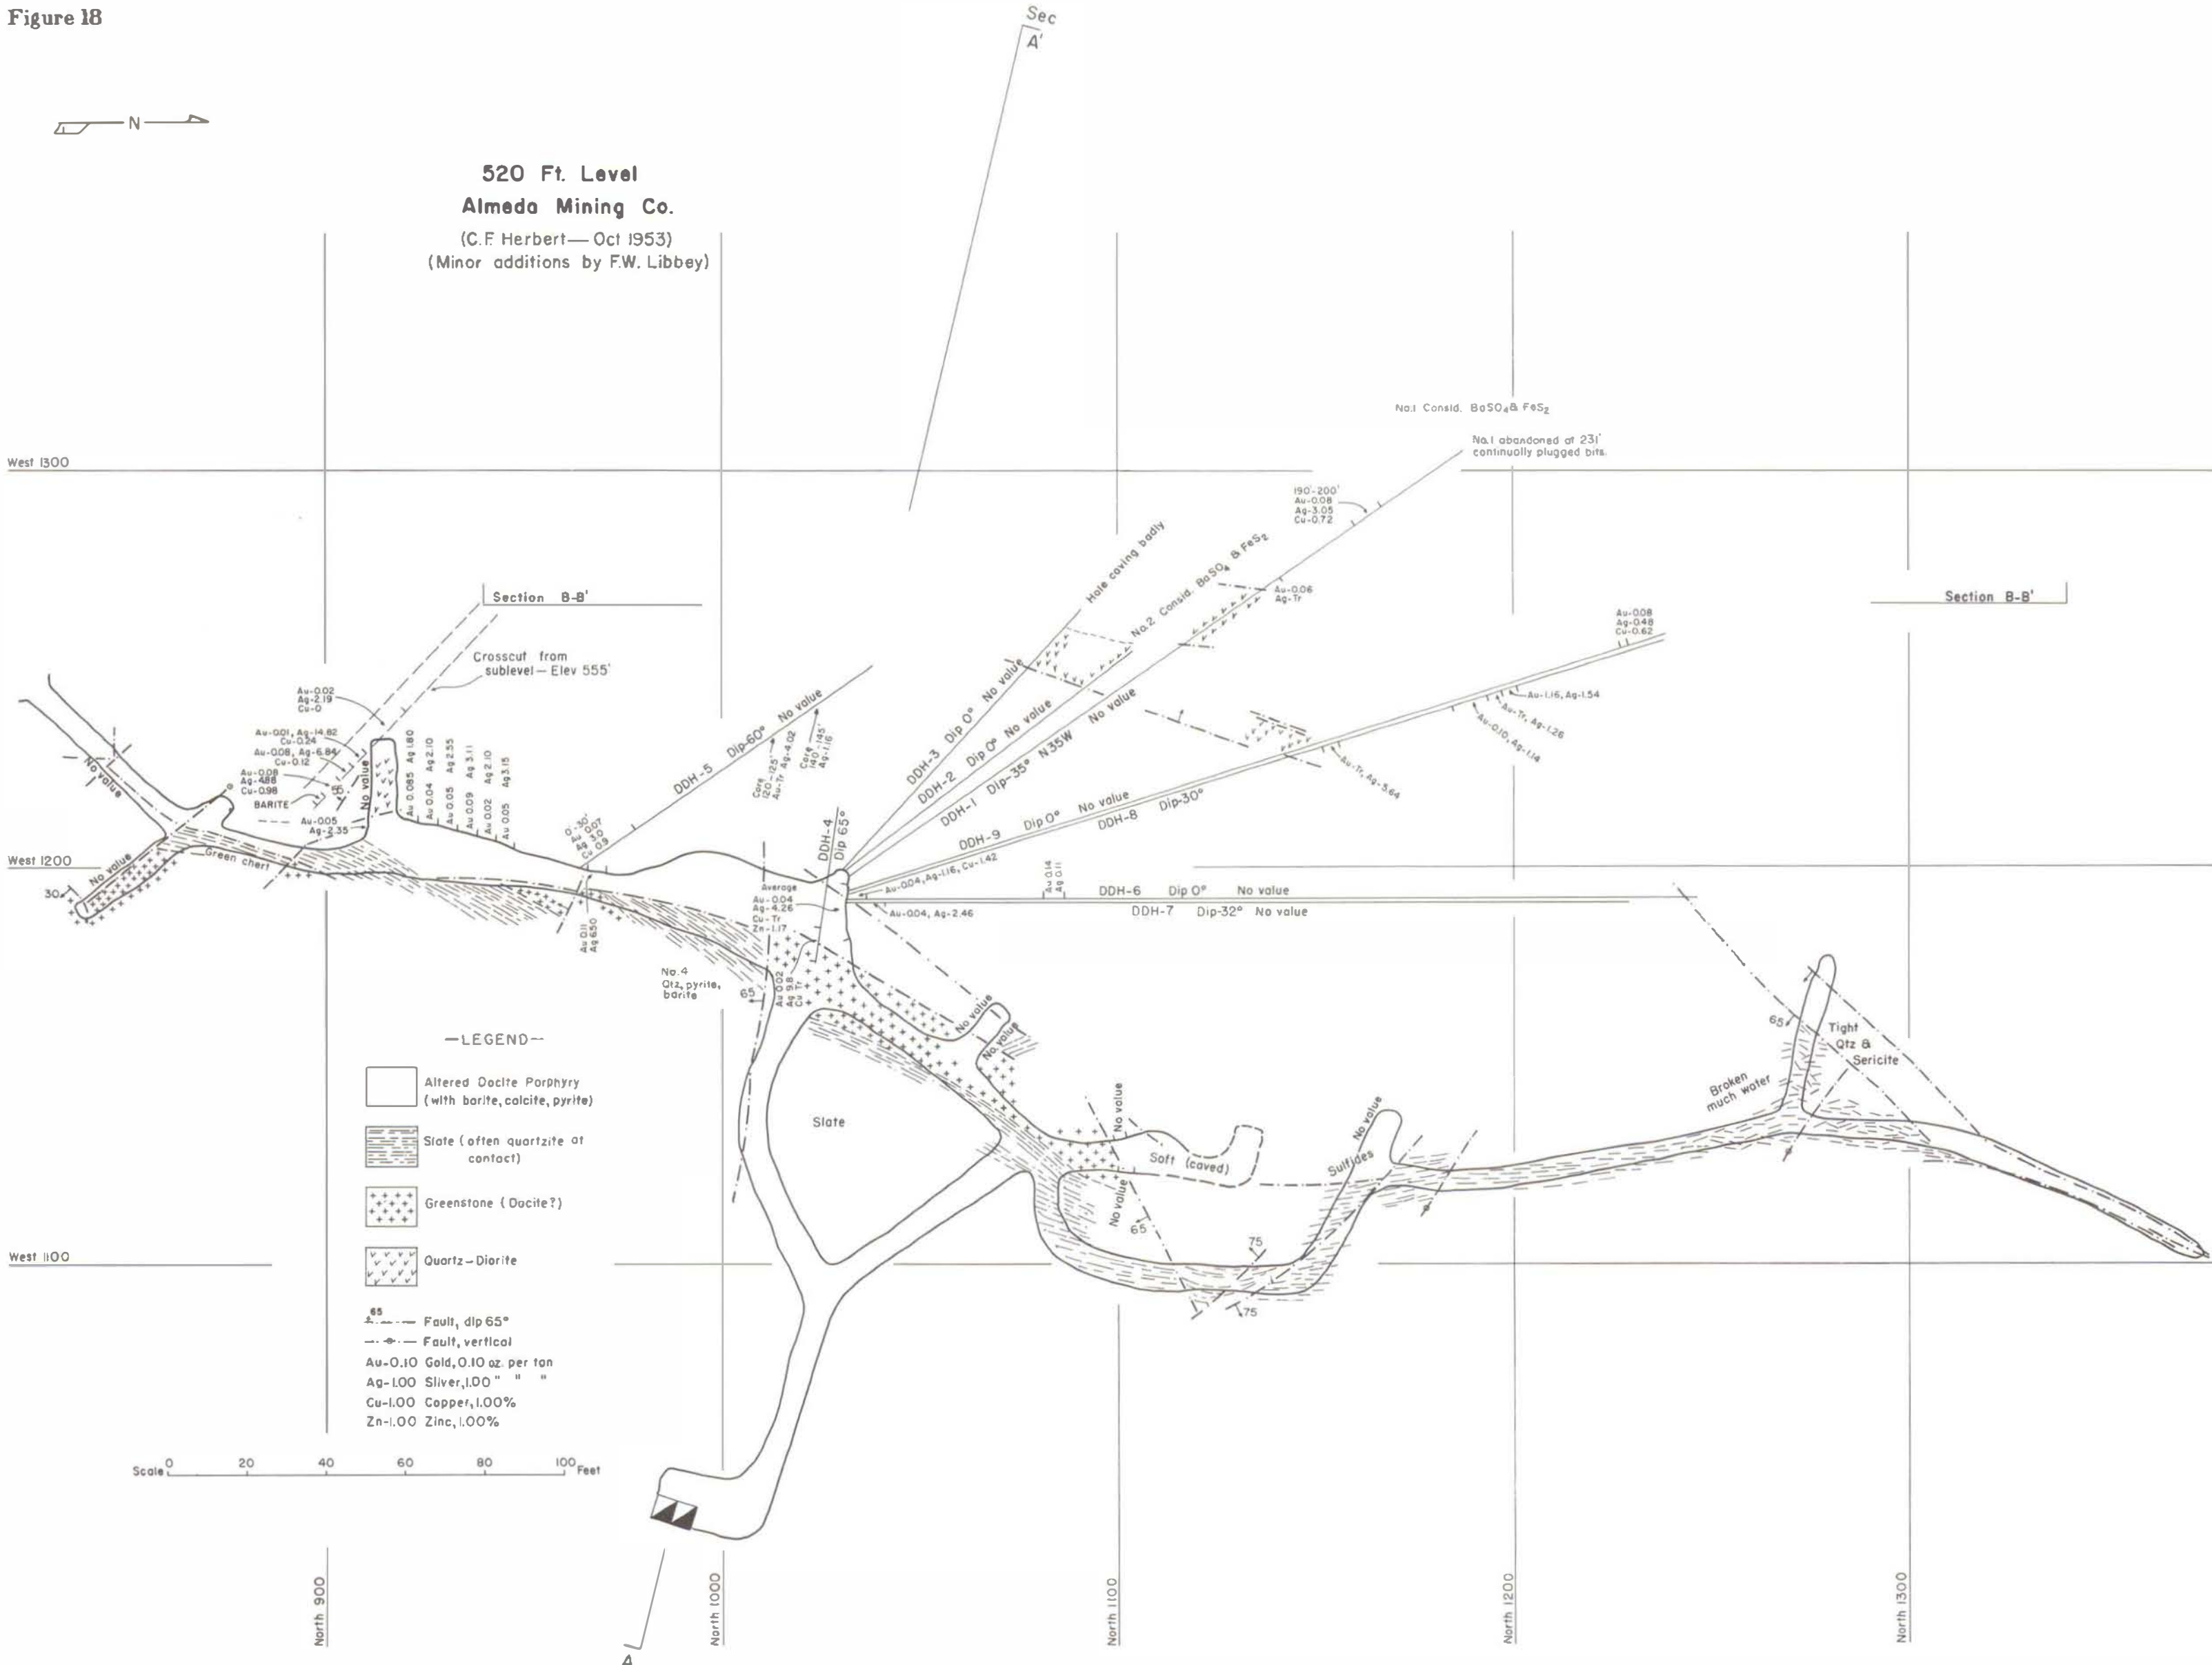 Figure 18
Sec
A'
N
520 Ft. Level
Almeda Mining Co.
(C.F. Herbert — Oct 1953)
(Minor additions by F.W. Libbey)
No.1 Consid. BaSO4 & FeS2
No.1 abandoned at 231'
continually plugged bits.
West 1300
190'-200'
Au-0.08
Ag-3.05
Cu-0.72
Hole caving badly
No.2 Consid. BaSO4 & FeS2
Au-0.06
Ag-Tr
Section B-B'
Section B-B'
Au-0.08
Ag-0.48
Cu-0.62
Crosscut from
sublevel — Elev 555'
Au-0.02
Ag-2.19
Cu-0
Au-0.01, Ag-14.82
Cu-0.24
Au-0.08, Ag-6.84
Cu-0.12
Au-0.08
Ag-4.88
Cu-0.98
BARITE
55
Au-0.05
Ag-2.35
No value
No value
Au 0.085 Ag 1.80
Au 0.04 Ag 2.10
Au 0.05 Ag 2.55
Au 0.09 Ag 3.11
Au 0.02 Ag 2.10
Au 0.05 Ag 3.15
DDH-5 Dip-60° No value
Core
120'-125'
Au-Tr Ag-4.02
Core
140'-145'
Ag-1.16
0'-30'
Au 0.07
Ag 3.0
Cu 0.9
DDH-3 Dip 0° No value
DDH-2 Dip 0° No value
DDH-1 Dip-35° N35W No value
DDH-9 Dip 0° No value
DDH-8 Dip-30°
Au-1.16, Ag-1.54
Au-Tr, Ag-1.26
Au-0.10, Ag-1.14
Au-Tr, Ag-5.64
DDH-4
Dip 65°
West 1200
Green chert
No value
30
Au-0.04, Ag-1.16, Cu-1.42
Au 0.14
Ag 0.11
DDH-6 Dip 0° No value
DDH-7 Dip-32° No value
Au-0.04, Ag-2.46
Average
Au-0.04
Ag-4.26
Cu-Tr
Zn-1.17
Au 0.11
Ag 6.50
No.4
Qtz, pyrite,
barite
65
Au 0.02
Ag 9.8
Cu Tr
No value
No value
65
Tight
Qtz &
Sericite
Broken
much water
Slate
No value
Soft (caved)
No value
Sulfides
No value
65
75
75
—LEGEND—
Altered Dacite Porphyry
(with barite, calcite, pyrite)
Slate (often quartzite at
contact)
Greenstone (Dacite?)
Quartz-Diorite
65
Fault, dip 65°
Fault, vertical
Au-0.10 Gold, 0.10 oz. per ton
Ag-1.00 Sliver, 1.00 " " "
Cu-1.00 Copper, 1.00%
Zn-1.00 Zinc, 1.00%
West 1100
Scale 0 20 40 60 80 100 Feet
North 900
North 1000
North 1100
North 1200
North 1300
A